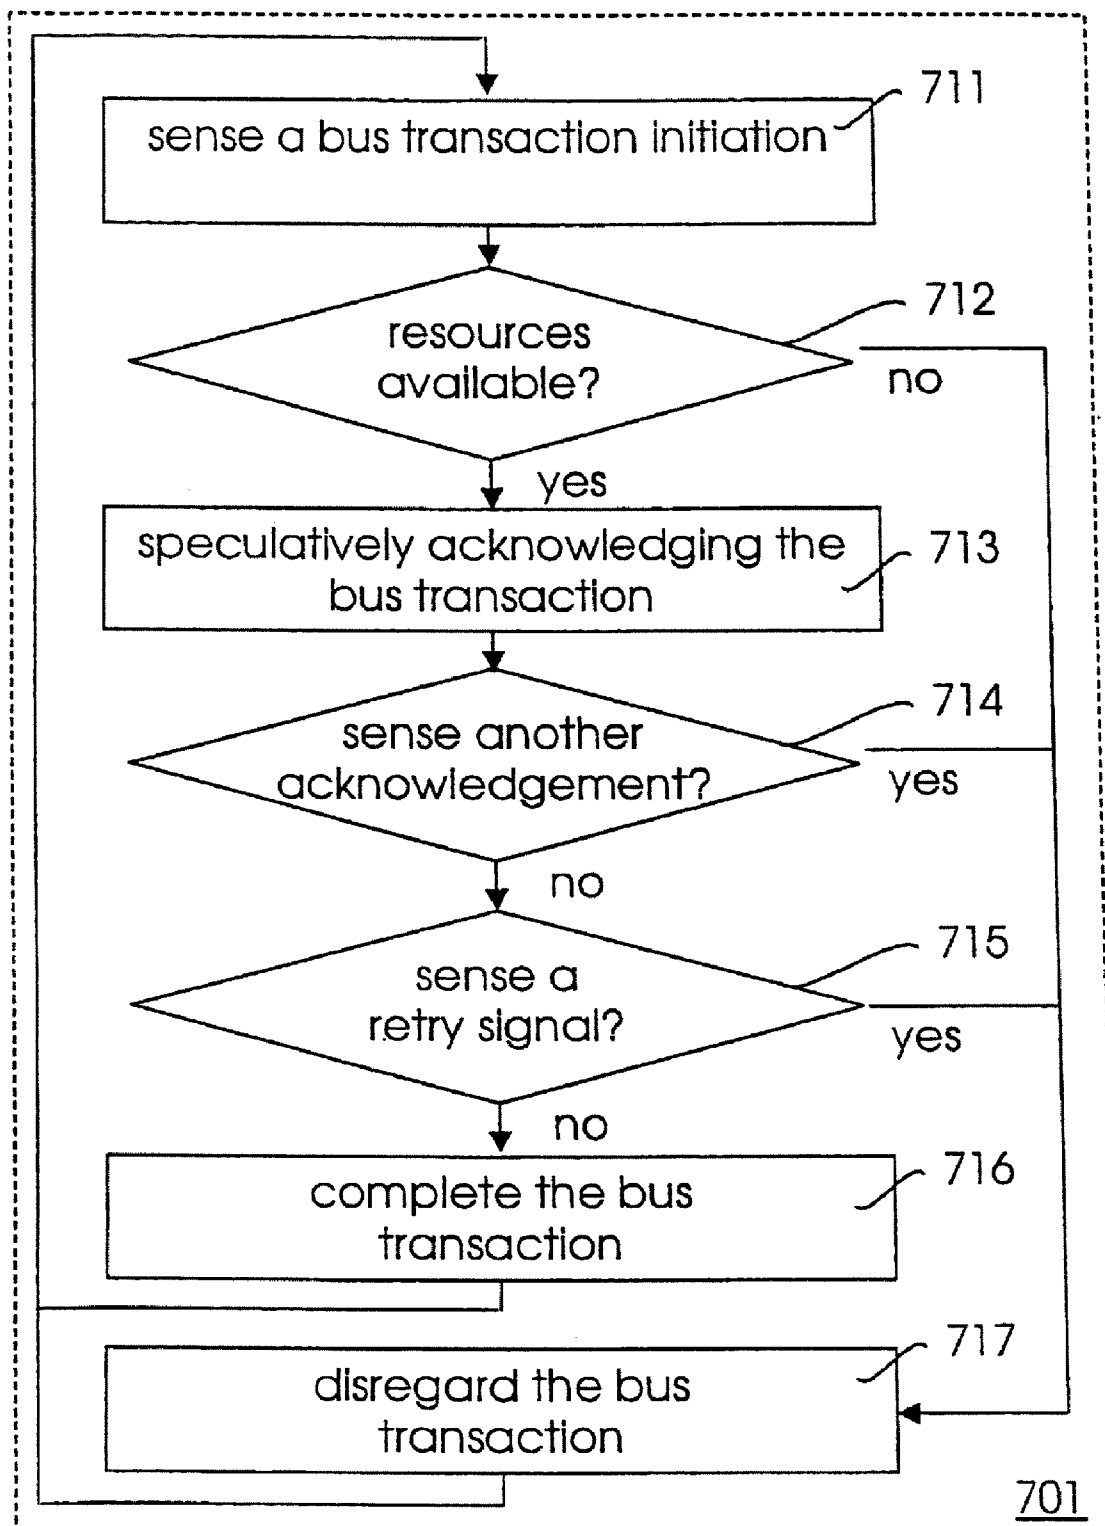 711
sense a bus transaction initiation
712
resources
available?
no
yes
speculatively acknowledging the
bus transaction
713
714
sense another
acknowledgement?
yes
no
715
sense a
retry signal?
yes
no
716
complete the bus
transaction
717
disregard the bus
transaction
701